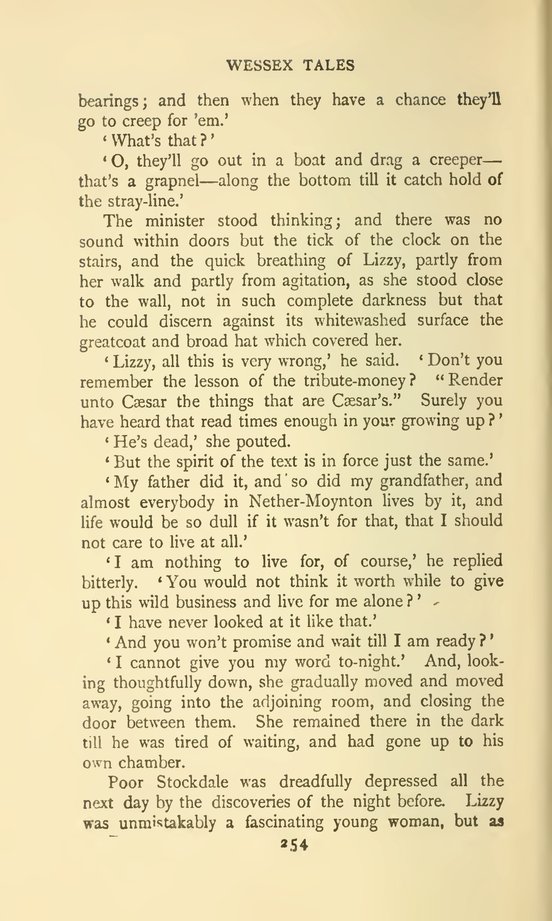 WESSEX TALES
bearings; and then when they have a chance they'll
go to creep for 'em.'
‘What's that?’
‘O, they'll go out in a boat and drag a creeper—
that's a grapnel—along the bottom till it catch hold of
the stray-line.’
The minister stood thinking; and there was no
sound within doors but the tick of the clock on the
stairs, and the quick breathing of Lizzy, partly from
her walk and partly from agitation, as she stood close
to the wall, not in such complete darkness but that
he could discern against its whitewashed surface the
greatcoat and broad hat which covered her.
‘Lizzy, all this is very wrong,’ he said. ‘Don't you
remember the lesson of the tribute-money? “Render
unto Cæsar the things that are Cæsar's.” Surely you
have heard that read times enough in your growing up?’
‘He's dead,’ she pouted.
‘But the spirit of the text is in force just the same.’
‘My father did it, and so did my grandfather, and
almost everybody in Nether-Moynton lives by it, and
life would be so dull if it wasn't for that, that I should
not care to live at all.’
‘I am nothing to live for, of course,’ he replied
bitterly. ‘You would not think it worth while to give
up this wild business and live for me alone?’
‘I have never looked at it like that.’
‘And you won't promise and wait till I am ready?’
‘I cannot give you my word to-night.’ And, look-
ing thoughtfully down, she gradually moved and moved
away, going into the adjoining room, and closing the
door between them. She remained there in the dark
till he was tired of waiting, and had gone up to his
own chamber.
Poor Stockdale was dreadfully depressed all the
next day by the discoveries of the night before. Lizzy
was unmistakably a fascinating young woman, but as
254